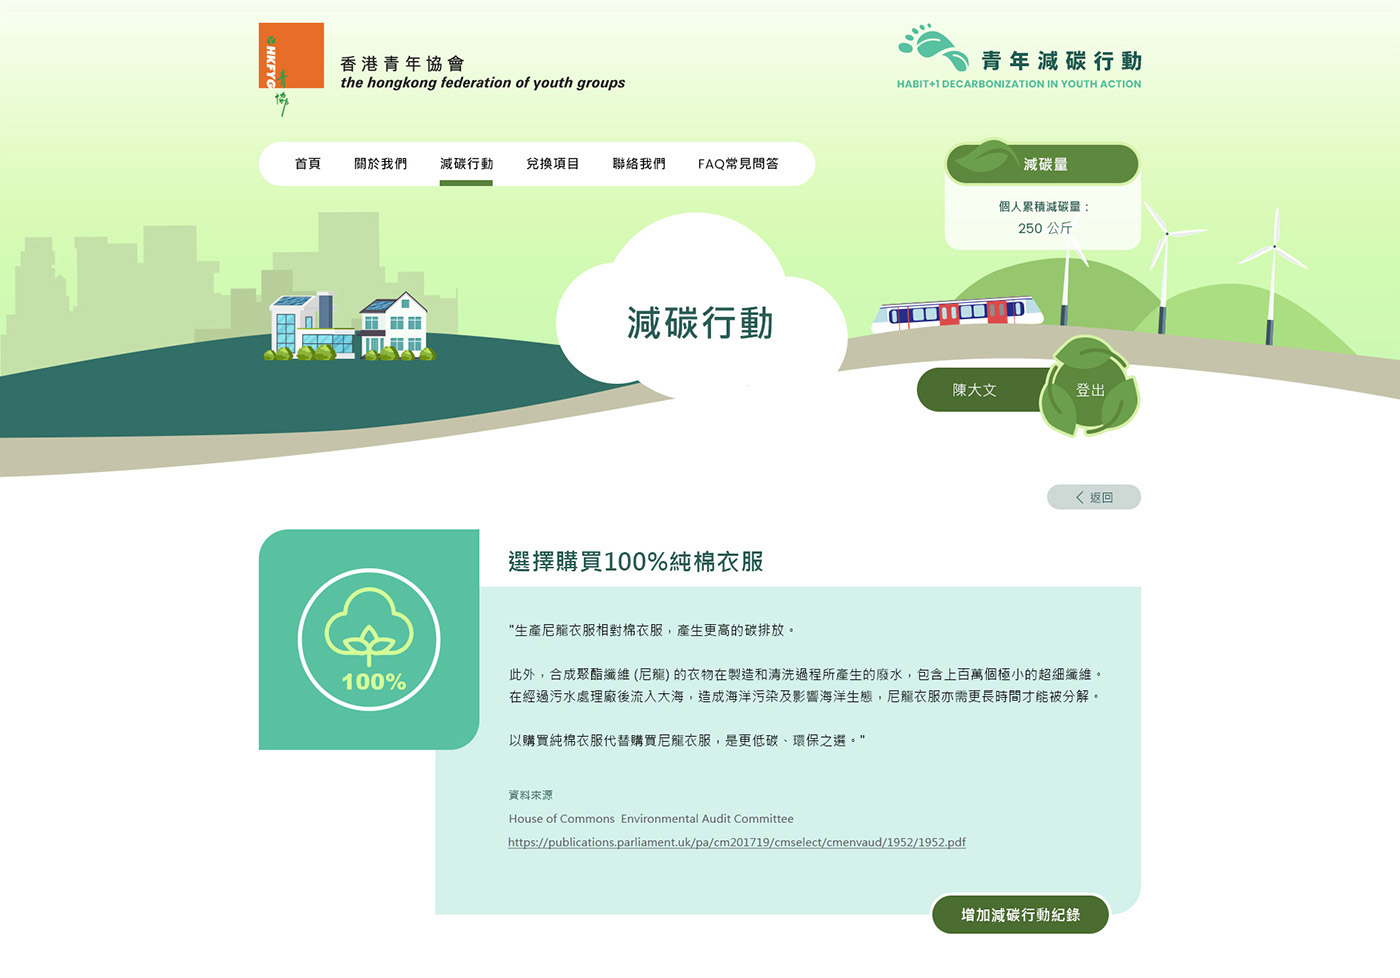 HKFYG
青協
香港青年協會
the hongkong federation of youth groups
青年減碳行動
HABIT+1 DECARBONIZATION IN YOUTH ACTION
首頁 關於我們 減碳行動 兌換項目 聯絡我們 FAQ常見問答
減碳量
個人累積減碳量：
250 公斤
減碳行動
陳大文 登出
返回
選擇購買100%純棉衣服
100%
"生產尼龍衣服相對棉衣服，產生更高的碳排放。
此外，合成聚酯纖維 (尼龍) 的衣物在製造和清洗過程所產生的廢水，包含上百萬個極小的超細纖維。
在經過污水處理廠後流入大海，造成海洋污染及影響海洋生態，尼龍衣服亦需更長時間才能被分解。
以購買純棉衣服代替購買尼龍衣服，是更低碳、環保之選。"
資料來源
House of Commons Environmental Audit Committee
https://publications.parliament.uk/pa/cm201719/cmselect/cmenvaud/1952/1952.pdf
增加減碳行動紀錄